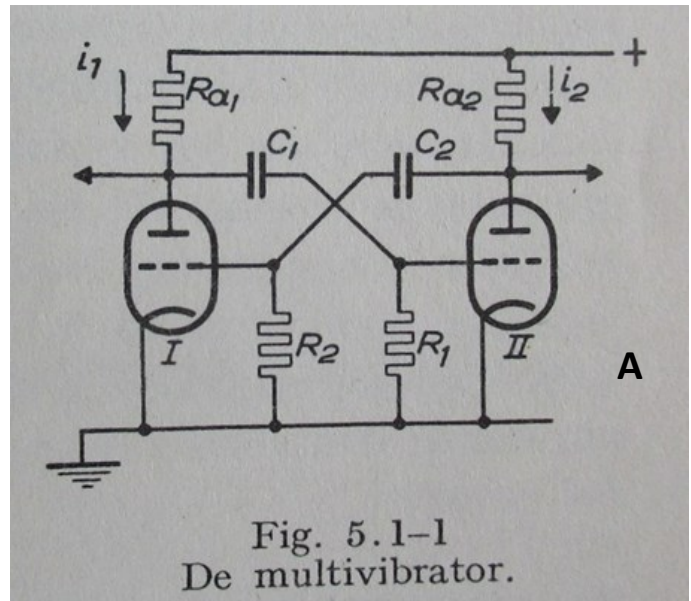 i1
Ra1
Ra2
i2
+
C1
C2
I
R2
R1
II
A
Fig. 5.1–1
De multivibrator.